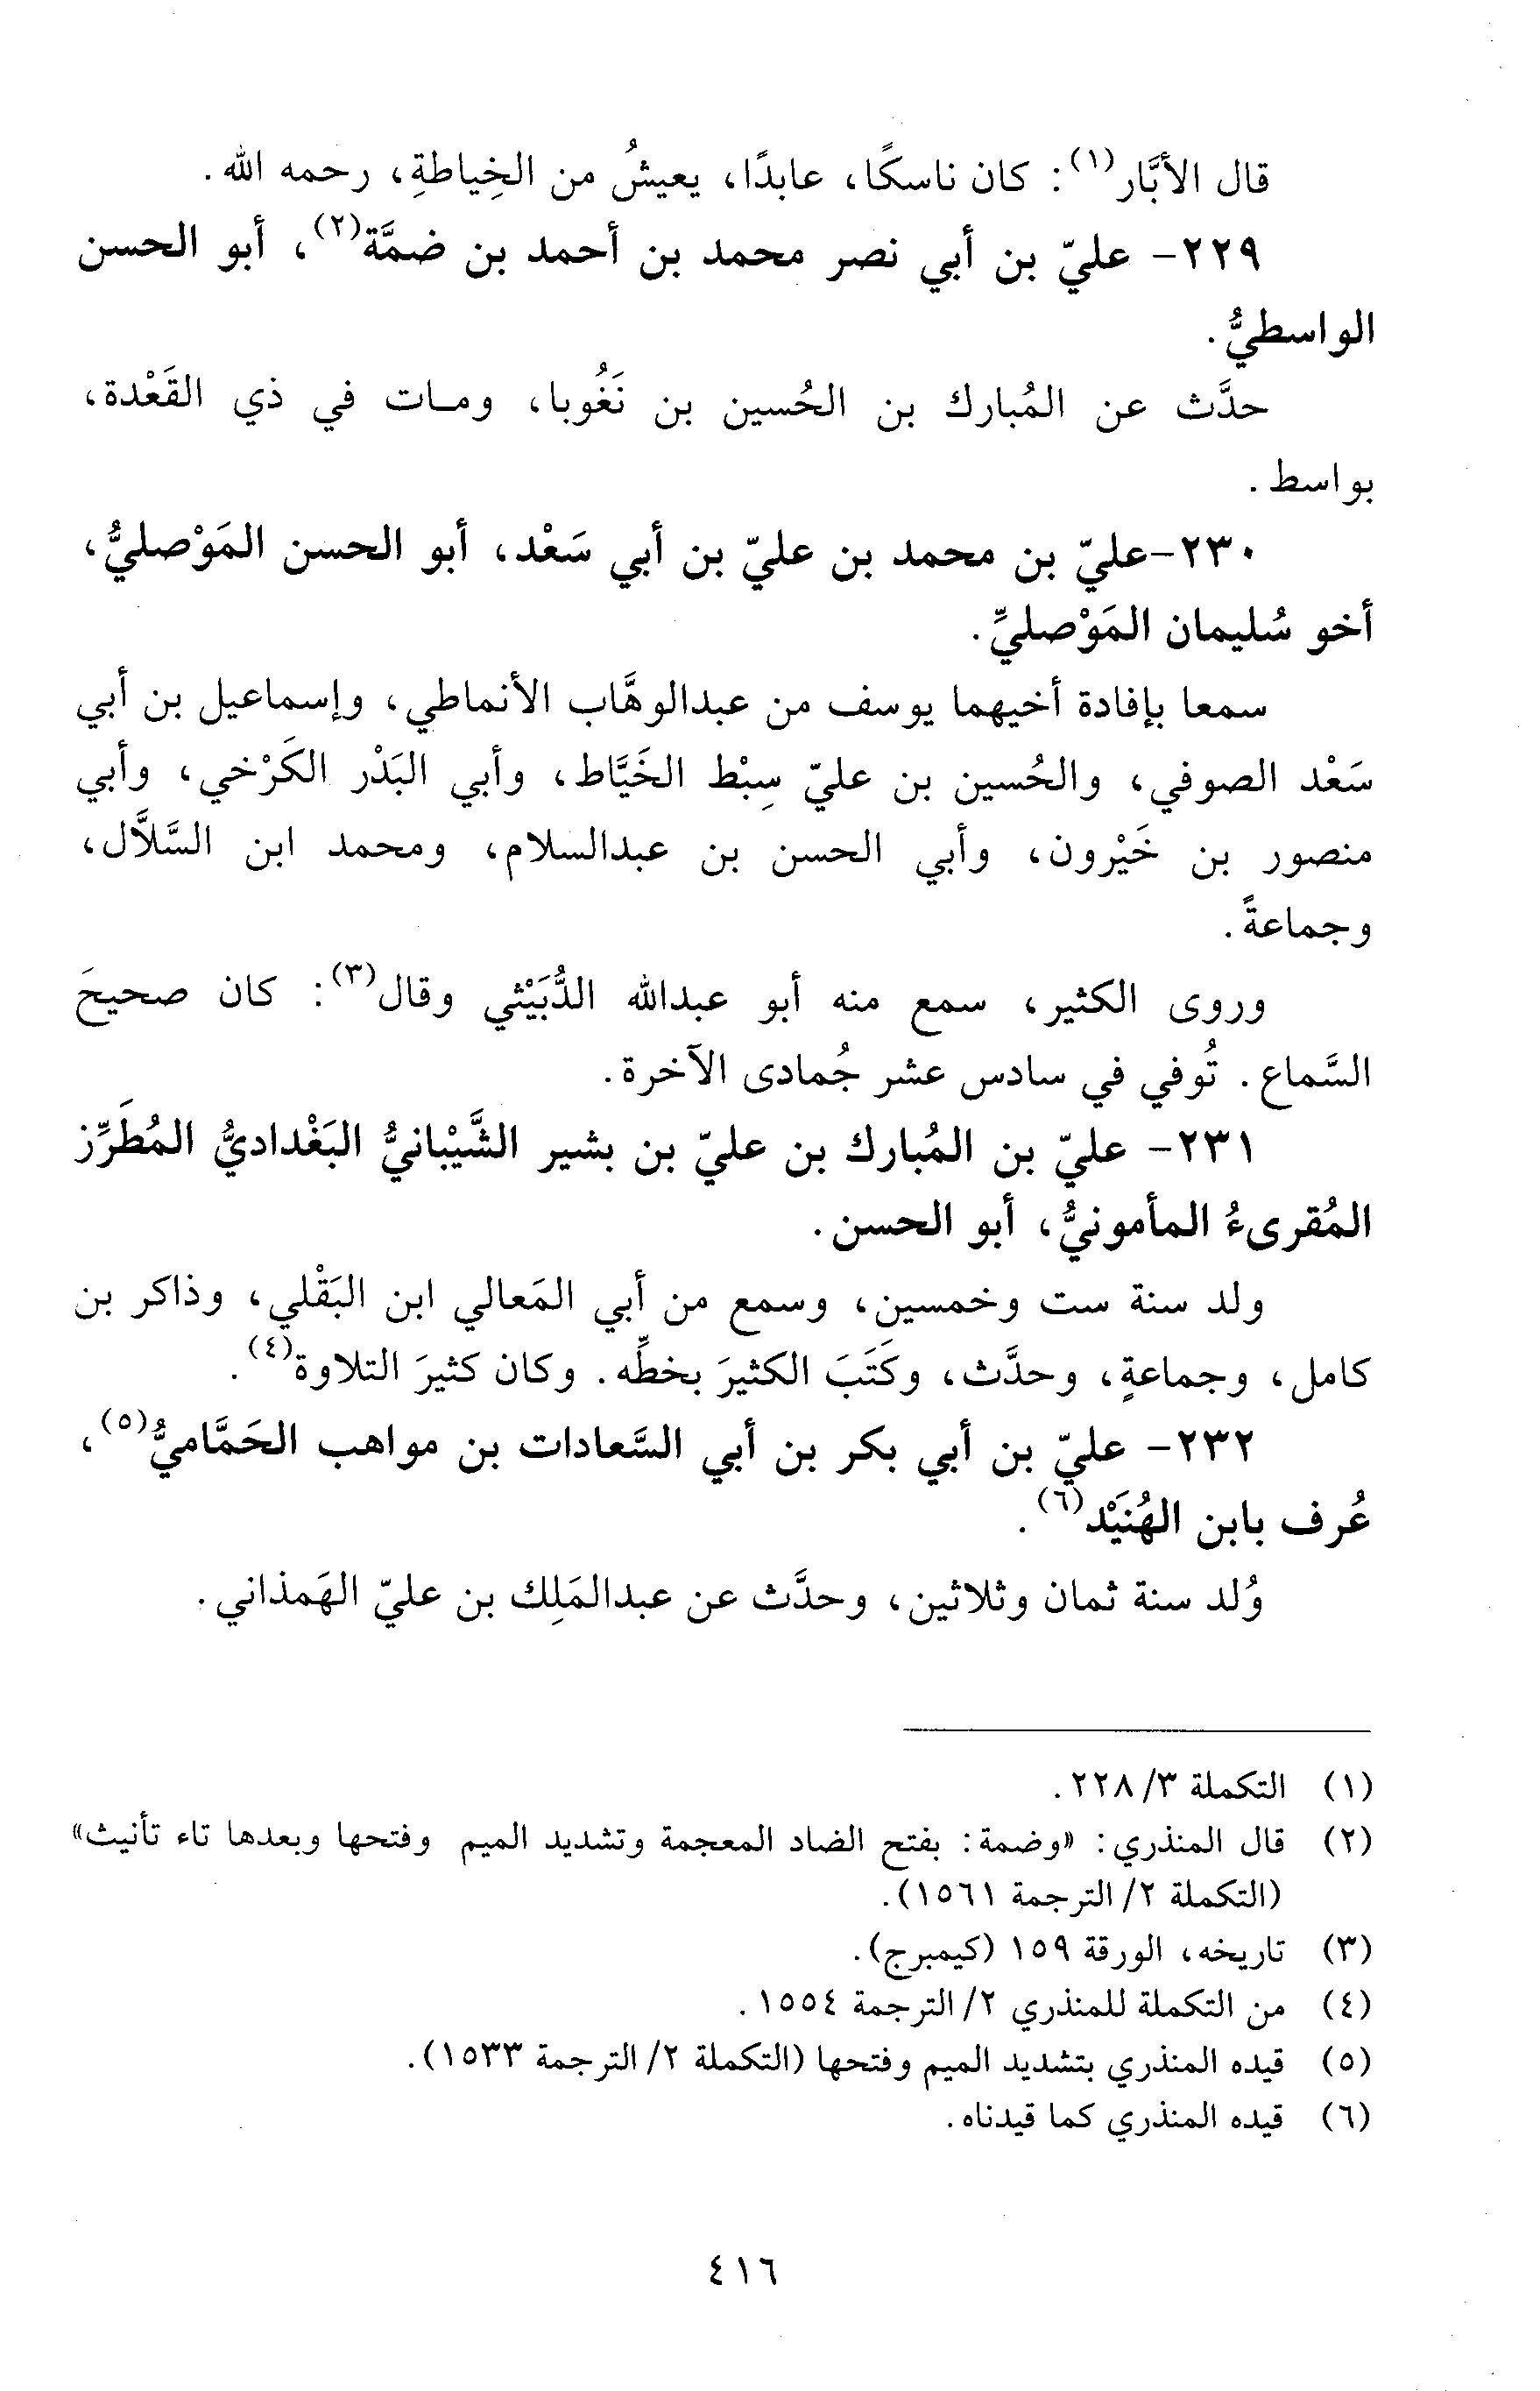 قال الأبَّار(١): كان ناسكًا، عابدًا، يعيشُ من الخِياطةِ، رحمه الله.
٢٢٩- عليّ بن أبي نصر محمد بن أحمد بن ضمَّة(٢)، أبو الحسن
الواسطيُّ.
حدَّث عن المُبارك بن الحُسين بن نَغُوبا، ومات في ذي القَعْدة،
بواسط.
٢٣٠-عليّ بن محمد بن عليّ بن أبي سَعْد، أبو الحسن المَوْصليُّ،
أخو سُليمان المَوْصليِّ.
سمعا بإفادة أخيهما يوسف من عبدالوهَّاب الأنماطي، وإسماعيل بن أبي
سَعْد الصوفي، والحُسين بن عليّ سِبْط الخَيَّاط، وأبي البَدْر الكَرْخي، وأبي
منصور بن خَيْرون، وأبي الحسن بن عبدالسلام، ومحمد ابن السَّلاَّل،
وجماعةً.
وروى الكثير، سمع منه أبو عبدالله الدُّبَيْثي وقال(٣): كان صحيحَ
السَّماع. تُوفي في سادس عشر جُمادى الآخرة.
٢٣١- عليّ بن المُبارك بن عليّ بن بشير الشَّيْبانيُّ البَغْداديُّ المُطَرِّز
المُقرىءُ المأمونيُّ، أبو الحسن.
ولد سنة ست وخمسين، وسمع من أبي المَعالي ابن البَقْلي، وذاكر بن
كامل، وجماعةٍ، وحدَّث، وكَتَبَ الكثيرَ بخطِّه. وكان كثيرَ التلاوة(٤).
٢٣٢- عليّ بن أبي بكر بن أبي السَّعادات بن مواهب الحَمَّاميُّ(٥)،
عُرف بابن الهُنَيْد(٦).
وُلد سنة ثمان وثلاثين، وحدَّث عن عبدالمَلِك بن عليّ الهَمذاني.
(١) التكملة ٣/ ٢٢٨.
(٢) قال المنذري: «وضمة: بفتح الضاد المعجمة وتشديد الميم وفتحها وبعدها تاء تأنيث»
(التكملة ٢/ الترجمة ١٥٦١).
(٣) تاريخه، الورقة ١٥٩ (كيمبرج).
(٤) من التكملة للمنذري ٢/ الترجمة ١٥٥٤.
(٥) قيده المنذري بتشديد الميم وفتحها (التكملة ٢/ الترجمة ١٥٣٣).
(٦) قيده المنذري كما قيدناه.
٤١٦